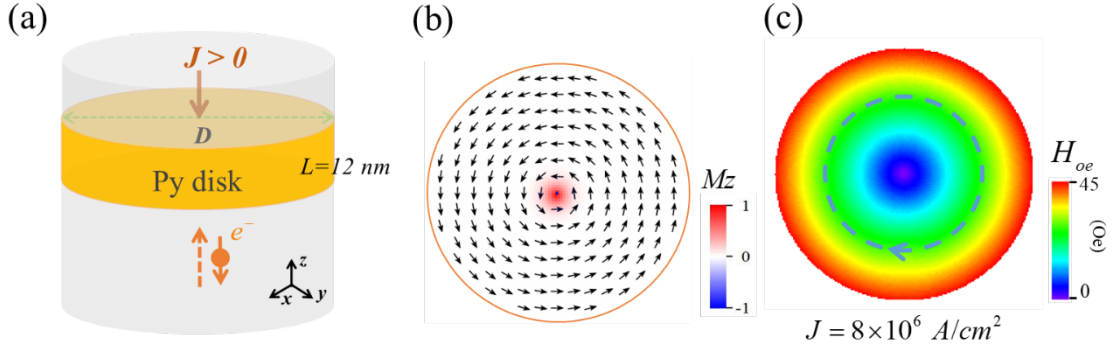 (a)
J > 0
D
L=12 nm
Py disk
e⁻
z
x
y
(b)
Mz
1
0
-1
(c)
H_oe
45
(Oe)
0
J = 8×10⁶ A/cm²